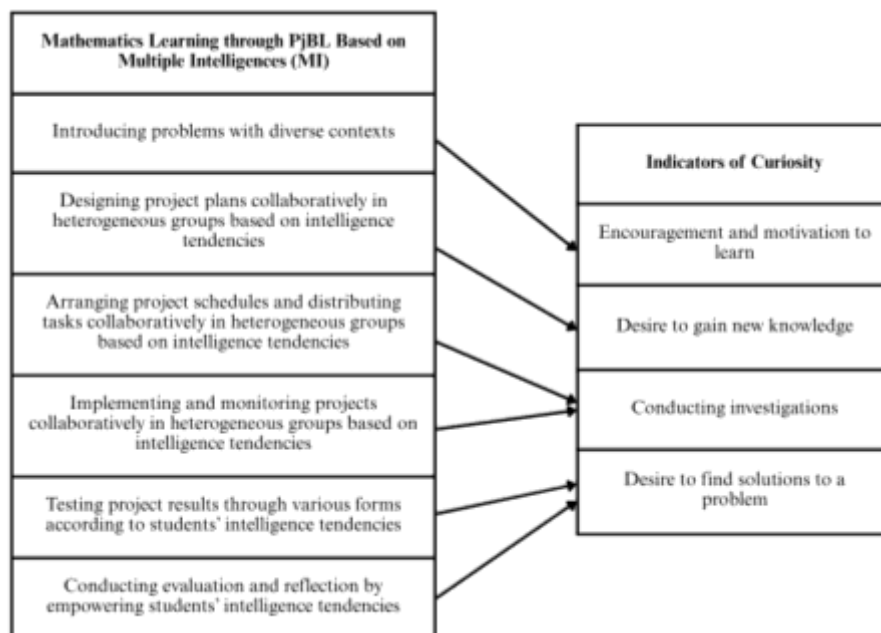 Mathematics Learning through PjBL Based on
Multiple Intelligences (MI)
Introducing problems with diverse contexts
Designing project plans collaboratively in
heterogeneous groups based on intelligence
tendencies
Arranging project schedules and distributing
tasks collaboratively in heterogeneous groups
based on intelligence tendencies
Implementing and monitoring projects
collaboratively in heterogeneous groups based on
intelligence tendencies
Testing project results through various forms
according to students’ intelligence tendencies
Conducting evaluation and reflection by
empowering students’ intelligence tendencies
Indicators of Curiosity
Encouragement and motivation to
learn
Desire to gain new knowledge
Conducting investigations
Desire to find solutions to a
problem